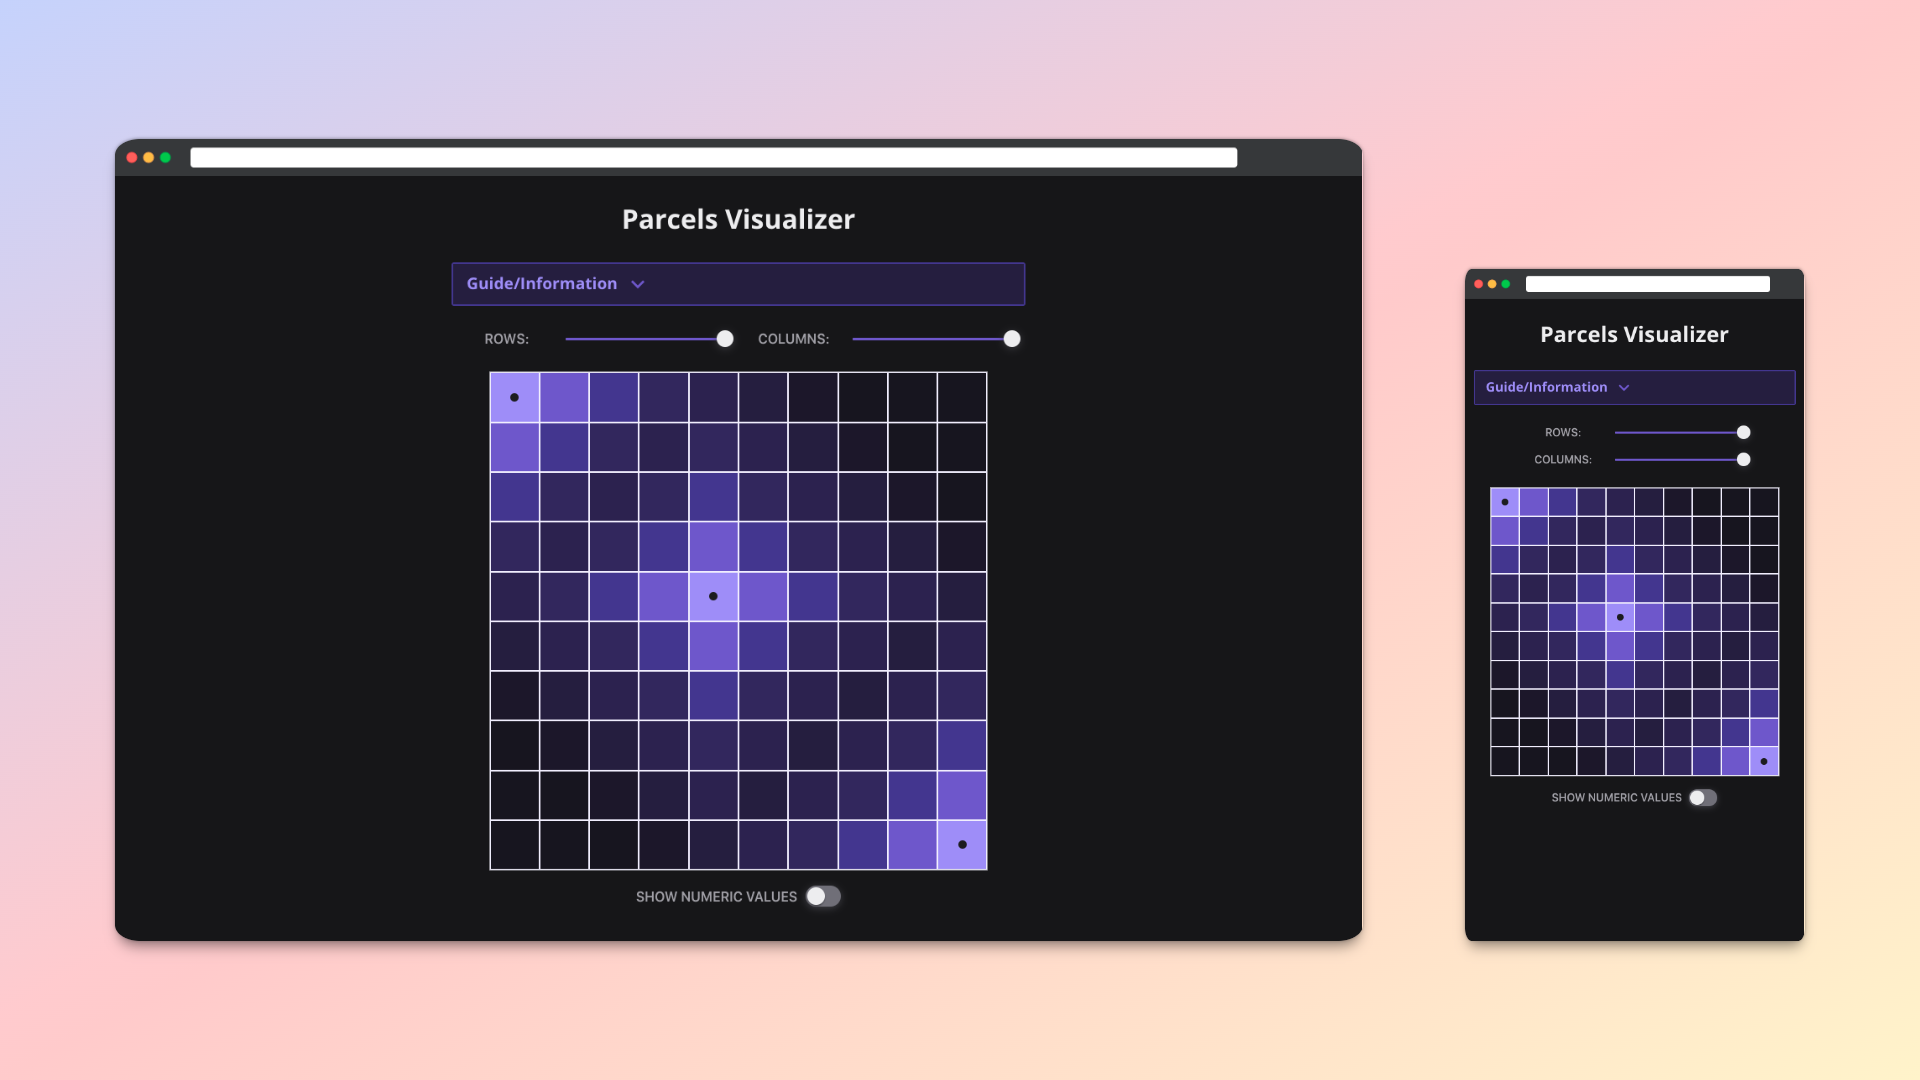 Parcels Visualizer
Guide/Information
ROWS: COLUMNS:
SHOW NUMERIC VALUES
Parcels Visualizer
Guide/Information
ROWS:
COLUMNS:
SHOW NUMERIC VALUES